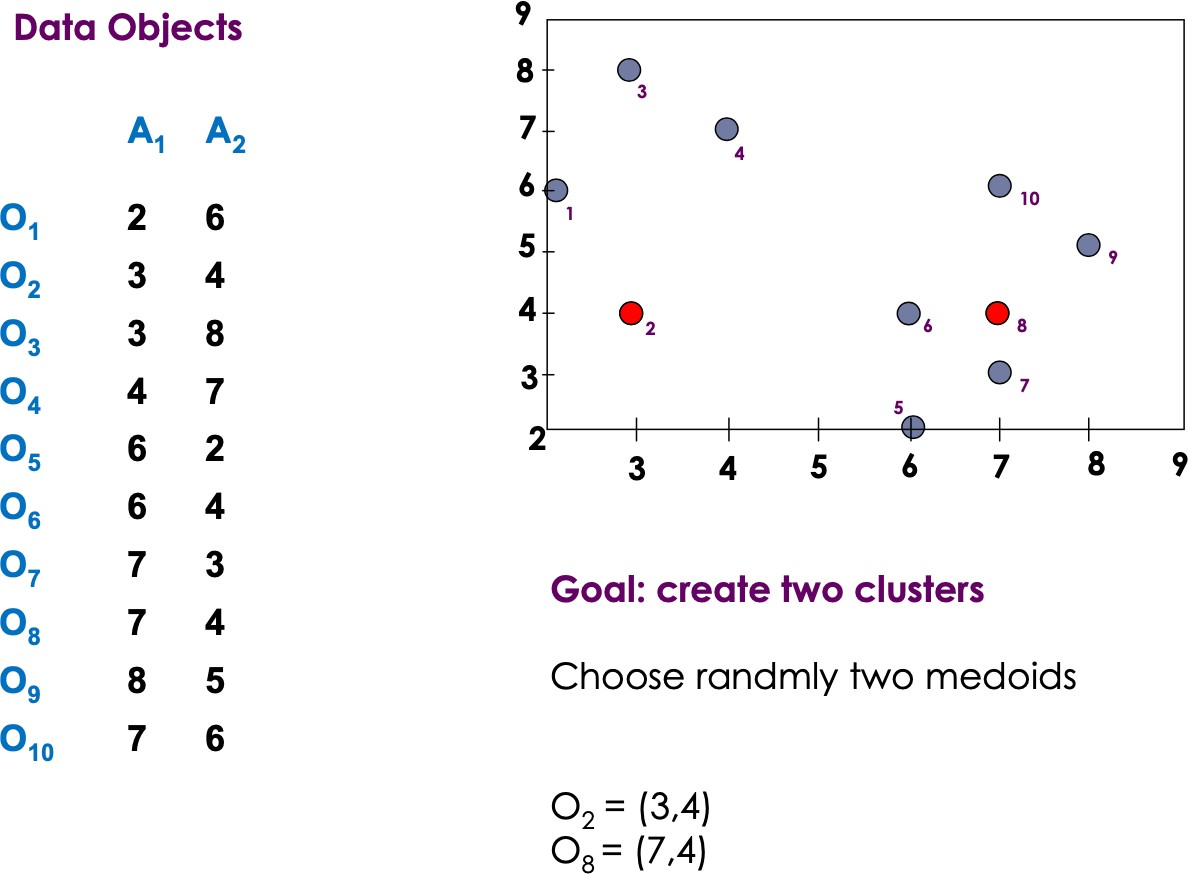 Data Objects
A1 A2
O1 2 6
O2 3 4
O3 3 8
O4 4 7
O5 6 2
O6 6 4
O7 7 3
O8 7 4
O9 8 5
O10 7 6
9
8
7
6
5
4
3
2
3 4 5 6 7 8 9
3
4
1
10
9
2
6
8
7
5
Goal: create two clusters
Choose randmly two medoids
O2 = (3,4)
O8 = (7,4)